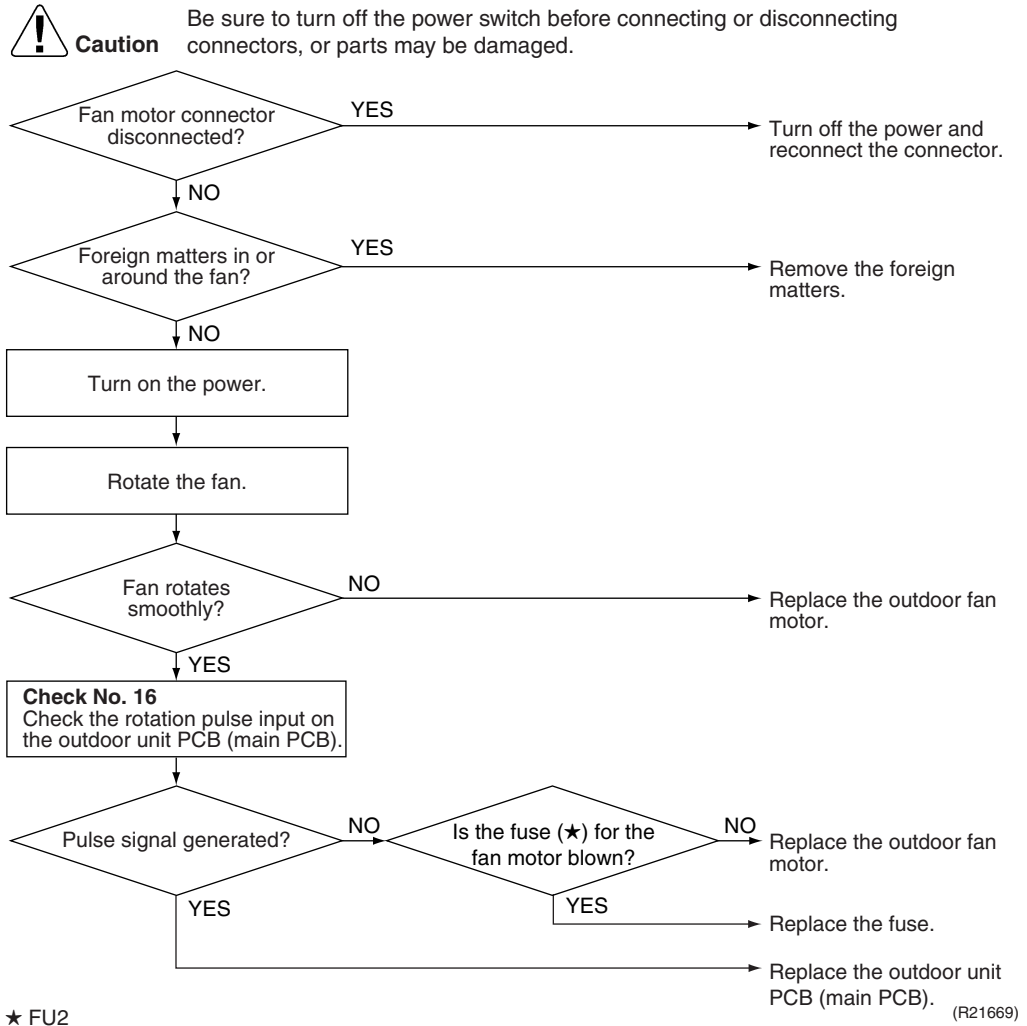 Be sure to turn off the power switch before connecting or disconnecting
Caution connectors, or parts may be damaged.
Fan motor connector
disconnected?
YES
Turn off the power and
reconnect the connector.
NO
Foreign matters in or
around the fan?
YES
Remove the foreign
matters.
NO
Turn on the power.
Rotate the fan.
Fan rotates
smoothly?
NO
Replace the outdoor fan
motor.
YES
Check No. 16
Check the rotation pulse input on
the outdoor unit PCB (main PCB).
Pulse signal generated?
NO
Is the fuse (★) for the
fan motor blown?
NO
Replace the outdoor fan
motor.
YES
YES
Replace the fuse.
Replace the outdoor unit
PCB (main PCB).
(R21669)
★ FU2